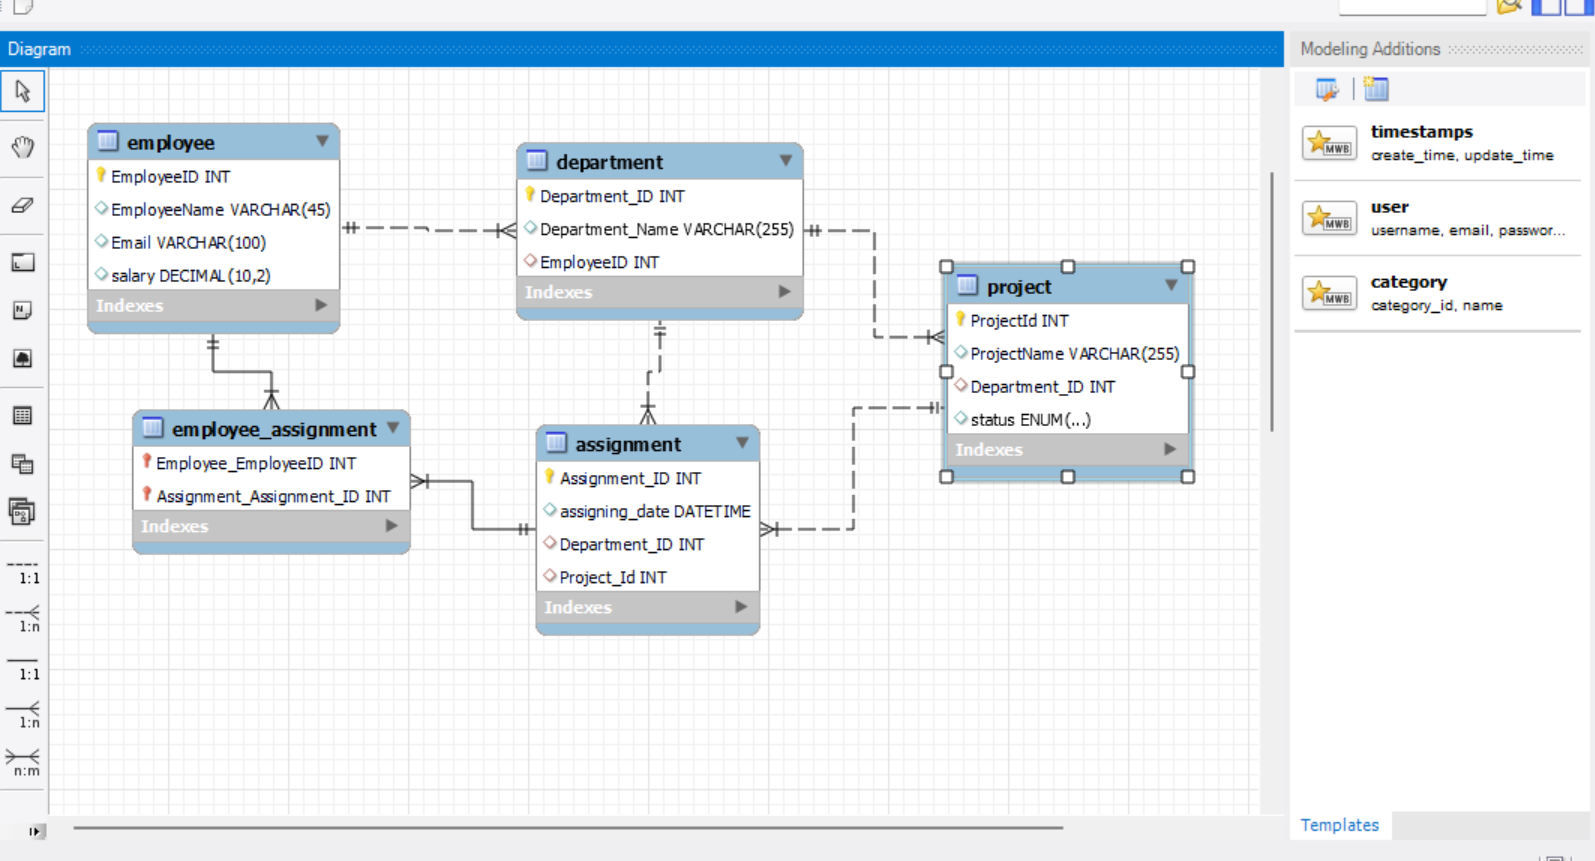 Diagram
Modeling Additions
employee
EmployeeID INT
EmployeeName VARCHAR(45)
Email VARCHAR(100)
salary DECIMAL(10,2)
Indexes
department
Department_ID INT
Department_Name VARCHAR(255)
EmployeeID INT
Indexes
project
ProjectId INT
ProjectName VARCHAR(255)
Department_ID INT
status ENUM(...)
Indexes
employee_assignment
Employee_EmployeeID INT
Assignment_Assignment_ID INT
Indexes
assignment
Assignment_ID INT
assigning_date DATETIME
Department_ID INT
Project_Id INT
Indexes
1:1
1:n
1:1
1:n
n:m
MWB
timestamps
create_time, update_time
MWB
user
username, email, passwor...
MWB
category
category_id, name
Templates